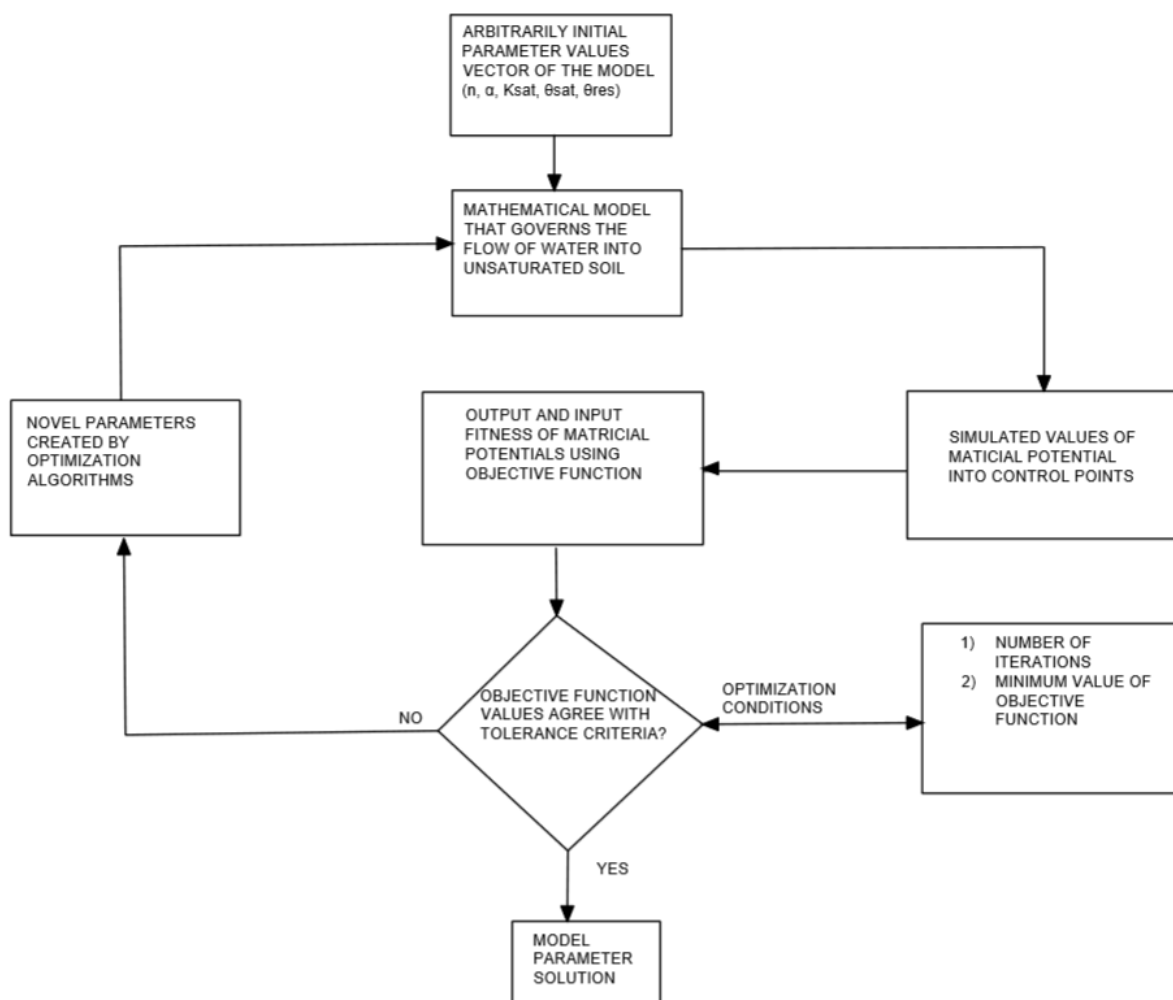 ARBITRARILY INITIAL
PARAMETER VALUES
VECTOR OF THE MODEL
(n, α, Ksat, θsat, θres)
MATHEMATICAL MODEL
THAT GOVERNS THE
FLOW OF WATER INTO
UNSATURATED SOIL
NOVEL PARAMETERS
CREATED BY
OPTIMIZATION
ALGORITHMS
OUTPUT AND INPUT
FITNESS OF MATRICIAL
POTENTIALS USING
OBJECTIVE FUNCTION
SIMULATED VALUES OF
MATICIAL POTENTIAL
INTO CONTROL POINTS
OBJECTIVE FUNCTION
VALUES AGREE WITH
TOLERANCE CRITERIA?
NO
OPTIMIZATION
CONDITIONS
1) NUMBER OF
ITERATIONS
2) MINIMUM VALUE OF
OBJECTIVE
FUNCTION
YES
MODEL
PARAMETER
SOLUTION